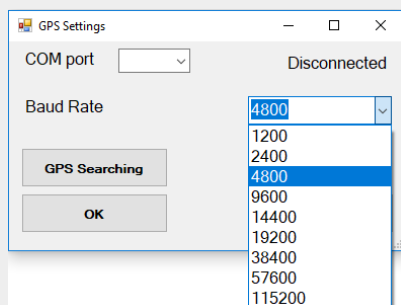 GPS Settings
COM port
Disconnected
Baud Rate
4800
1200
2400
4800
9600
14400
19200
38400
57600
115200
GPS Searching
OK